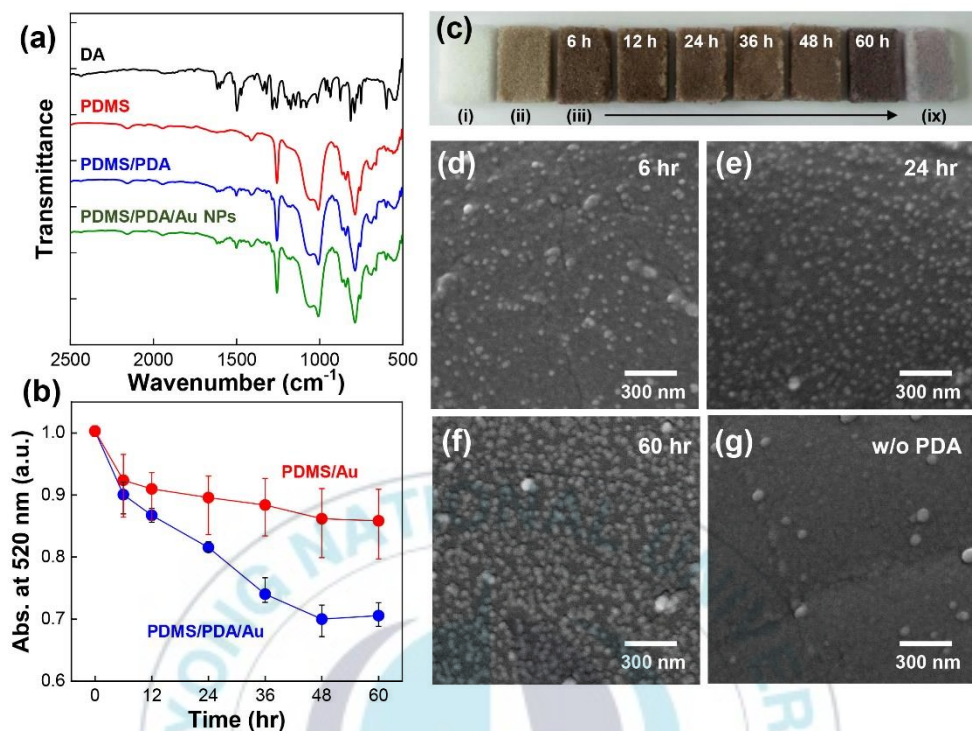 (a)
DA
PDMS
PDMS/PDA
PDMS/PDA/Au NPs
Transmittance
2500 2000 1500 1000 500
Wavenumber (cm⁻¹)
(b)
1.0
0.9
0.8
0.7
0.6
Abs. at 520 nm (a.u.)
PDMS/Au
PDMS/PDA/Au
0 12 24 36 48 60
Time (hr)
(c)
6 h 12 h 24 h 36 h 48 h 60 h
(i) (ii) (iii) (ix)
(d) 6 hr
300 nm
(e) 24 hr
300 nm
(f) 60 hr
300 nm
(g) w/o PDA
300 nm
NATIONAL